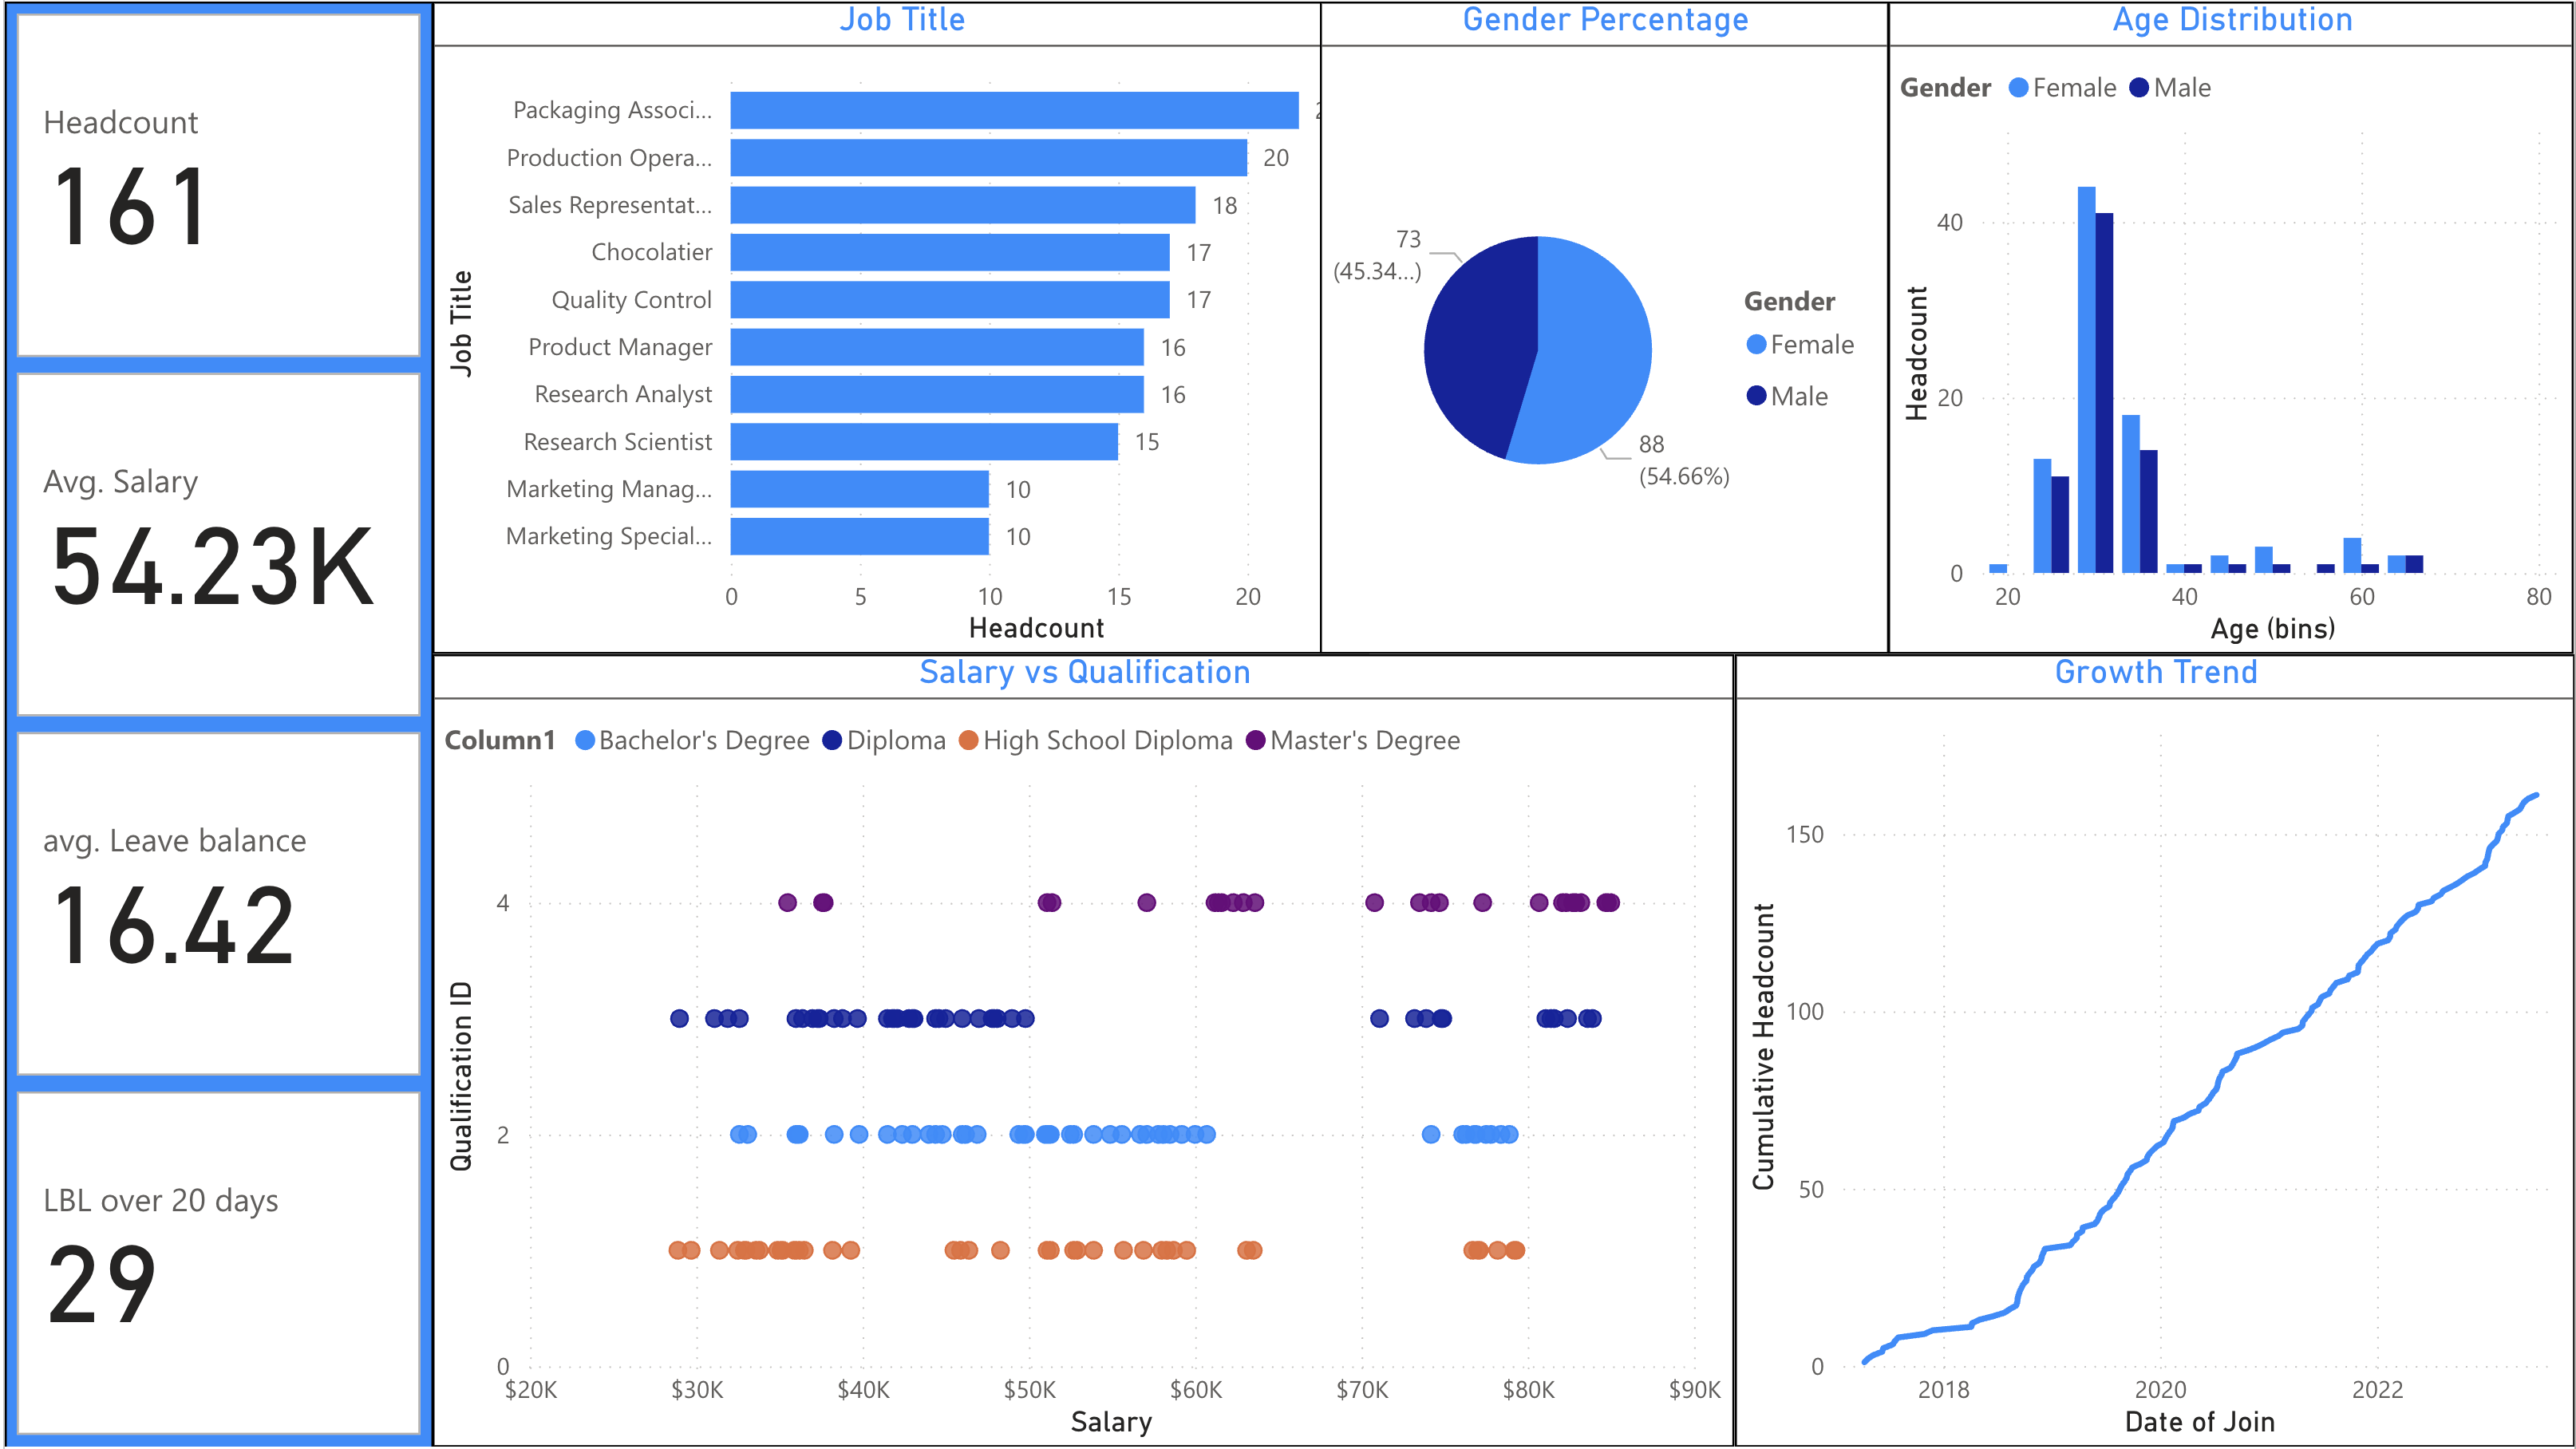 Headcount
161
Avg. Salary
54.23K
avg. Leave balance
16.42
LBL over 20 days
29
Job Title
Job Title
Packaging Associ...
Production Opera... 20
Sales Representat... 18
Chocolatier 17
Quality Control 17
Product Manager 16
Research Analyst 16
Research Scientist 15
Marketing Manag... 10
Marketing Special... 10
0 5 10 15 20
Headcount
Gender Percentage
73
(45.34...)
88
(54.66%)
Gender
Female
Male
Age Distribution
Gender Female Male
Headcount
40
20
0
20 40 60 80
Age (bins)
Salary vs Qualification
Column1 Bachelor's Degree Diploma High School Diploma Master's Degree
Qualification ID
4
2
0
$20K $30K $40K $50K $60K $70K $80K $90K
Salary
Growth Trend
Cumulative Headcount
150
100
50
0
2018 2020 2022
Date of Join